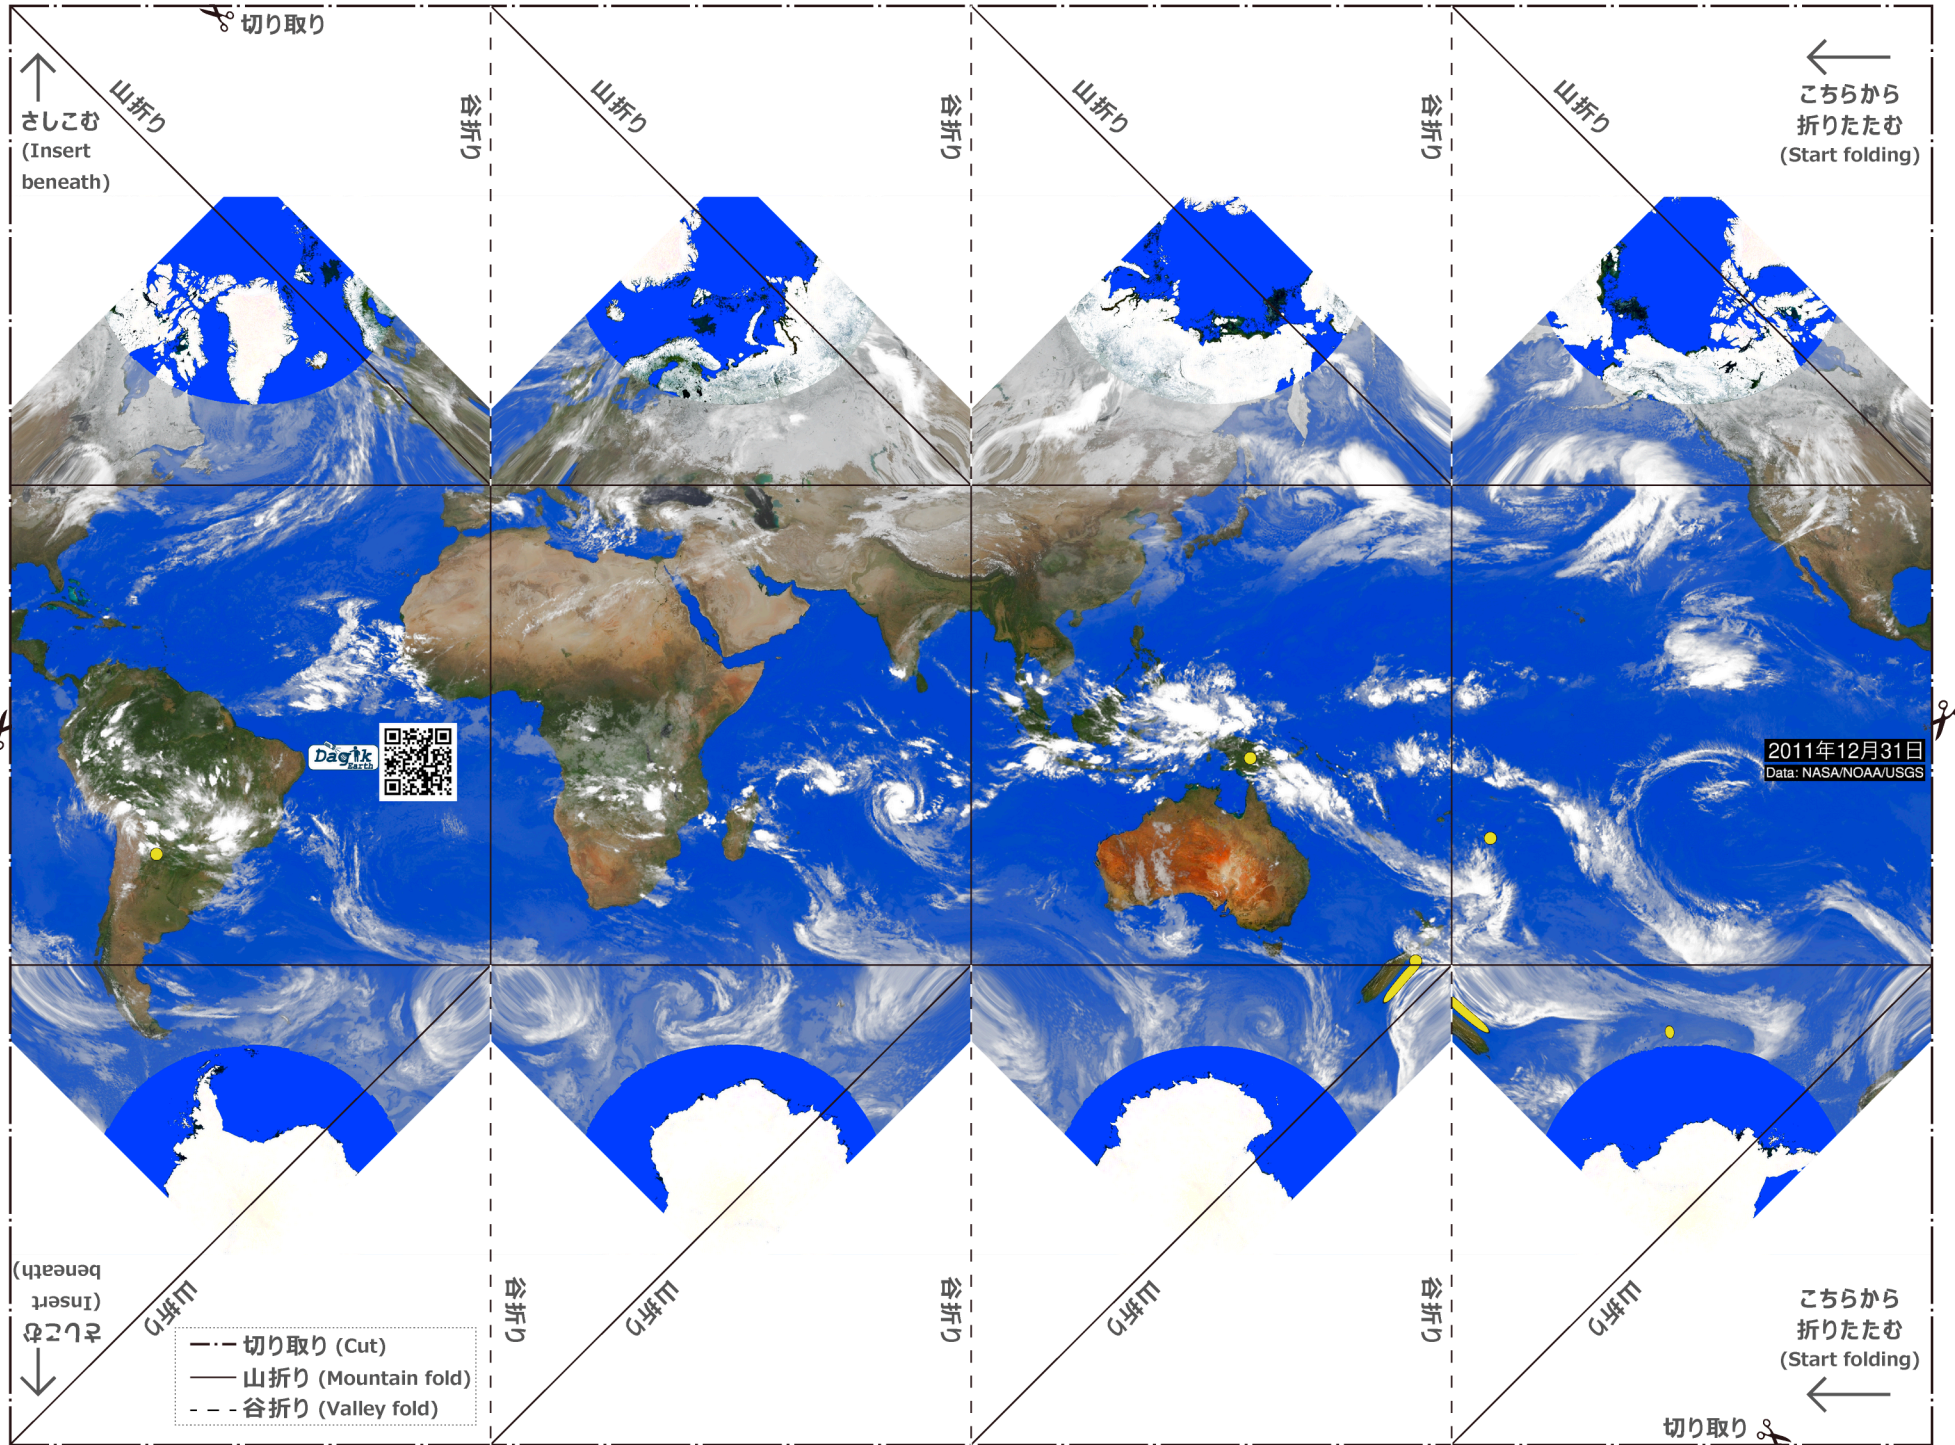 切り取り
さしこむ
(Insert
beneath)
山折り
谷折り
山折り
谷折り
山折り
谷折り
山折り
こちらから
折りたたむ
(Start folding)
Dagik
Earth
2011年12月31日
Data: NASA/NOAA/USGS
さしこむ
(Insert
beneath)
山折り
谷折り
山折り
谷折り
山折り
谷折り
山折り
こちらから
折りたたむ
(Start folding)
切り取り (Cut)
山折り (Mountain fold)
谷折り (Valley fold)
切り取り